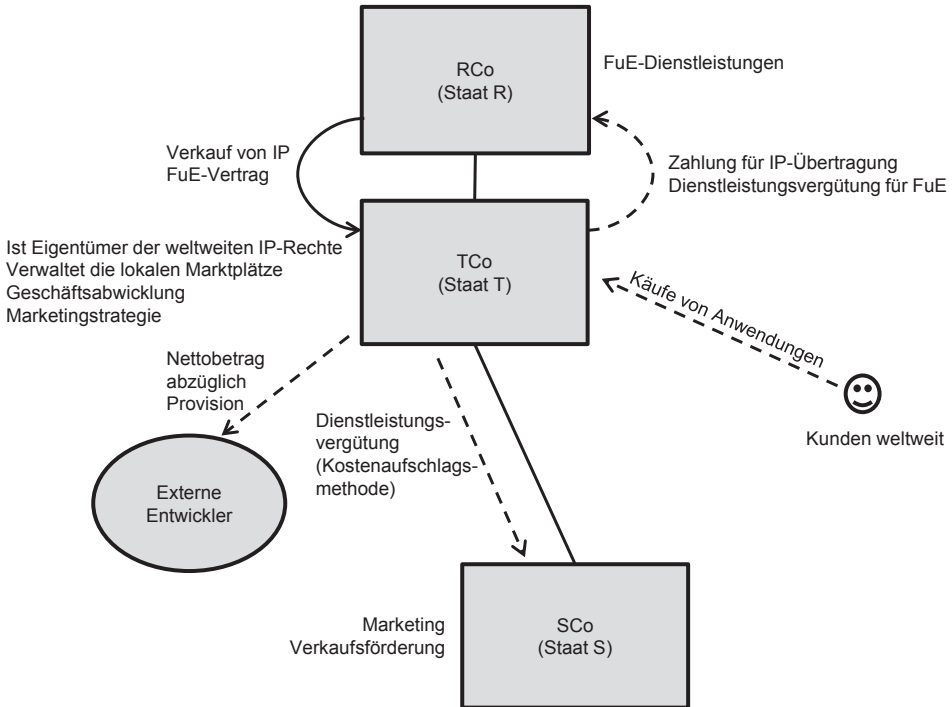 RCo
(Staat R)
FuE-Dienstleistungen
Verkauf von IP
FuE-Vertrag
Zahlung für IP-Übertragung
Dienstleistungsvergütung für FuE
Ist Eigentümer der weltweiten IP-Rechte
Verwaltet die lokalen Marktplätze
Geschäftsabwicklung
Marketingstrategie
TCo
(Staat T)
Käufe von Anwendungen
Kunden weltweit
Nettobetrag
abzüglich
Provision
Dienstleistungs-
vergütung
(Kostenaufschlags-
methode)
Externe
Entwickler
Marketing
Verkaufsförderung
SCo
(Staat S)